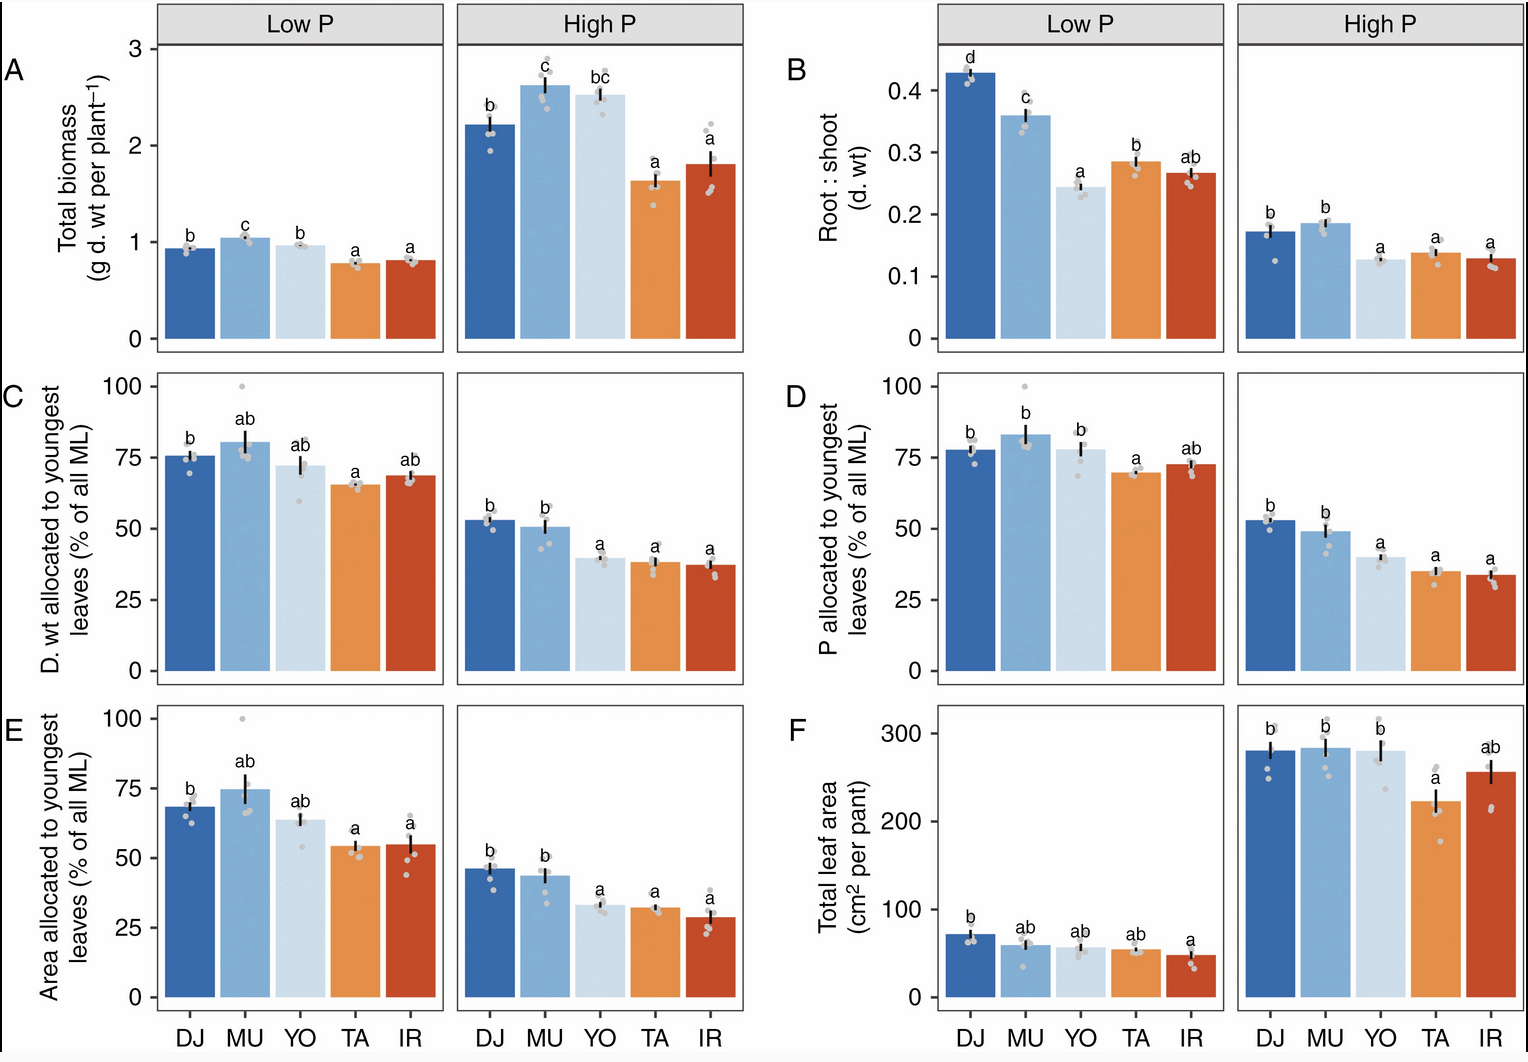 Low P High P
A
Total biomass
(g d. wt per plant⁻¹)
3
2
1
0
b c b a a
b c bc a a
Low P High P
B
Root : shoot
(d. wt)
0.4
0.3
0.2
0.1
0
d c a b ab
b b a a a
C
D. wt allocated to youngest
leaves (% of all ML)
100
75
50
25
0
b ab ab a ab
b b a a a
D
P allocated to youngest
leaves (% of all ML)
100
75
50
25
0
b b b a ab
b b a a a
E
Area allocated to youngest
leaves (% of all ML)
100
75
50
25
0
b ab ab a a
b b a a a
DJ MU YO TA IR DJ MU YO TA IR
F
Total leaf area
(cm² per pant)
300
200
100
0
b ab ab ab a
b b b a ab
DJ MU YO TA IR DJ MU YO TA IR